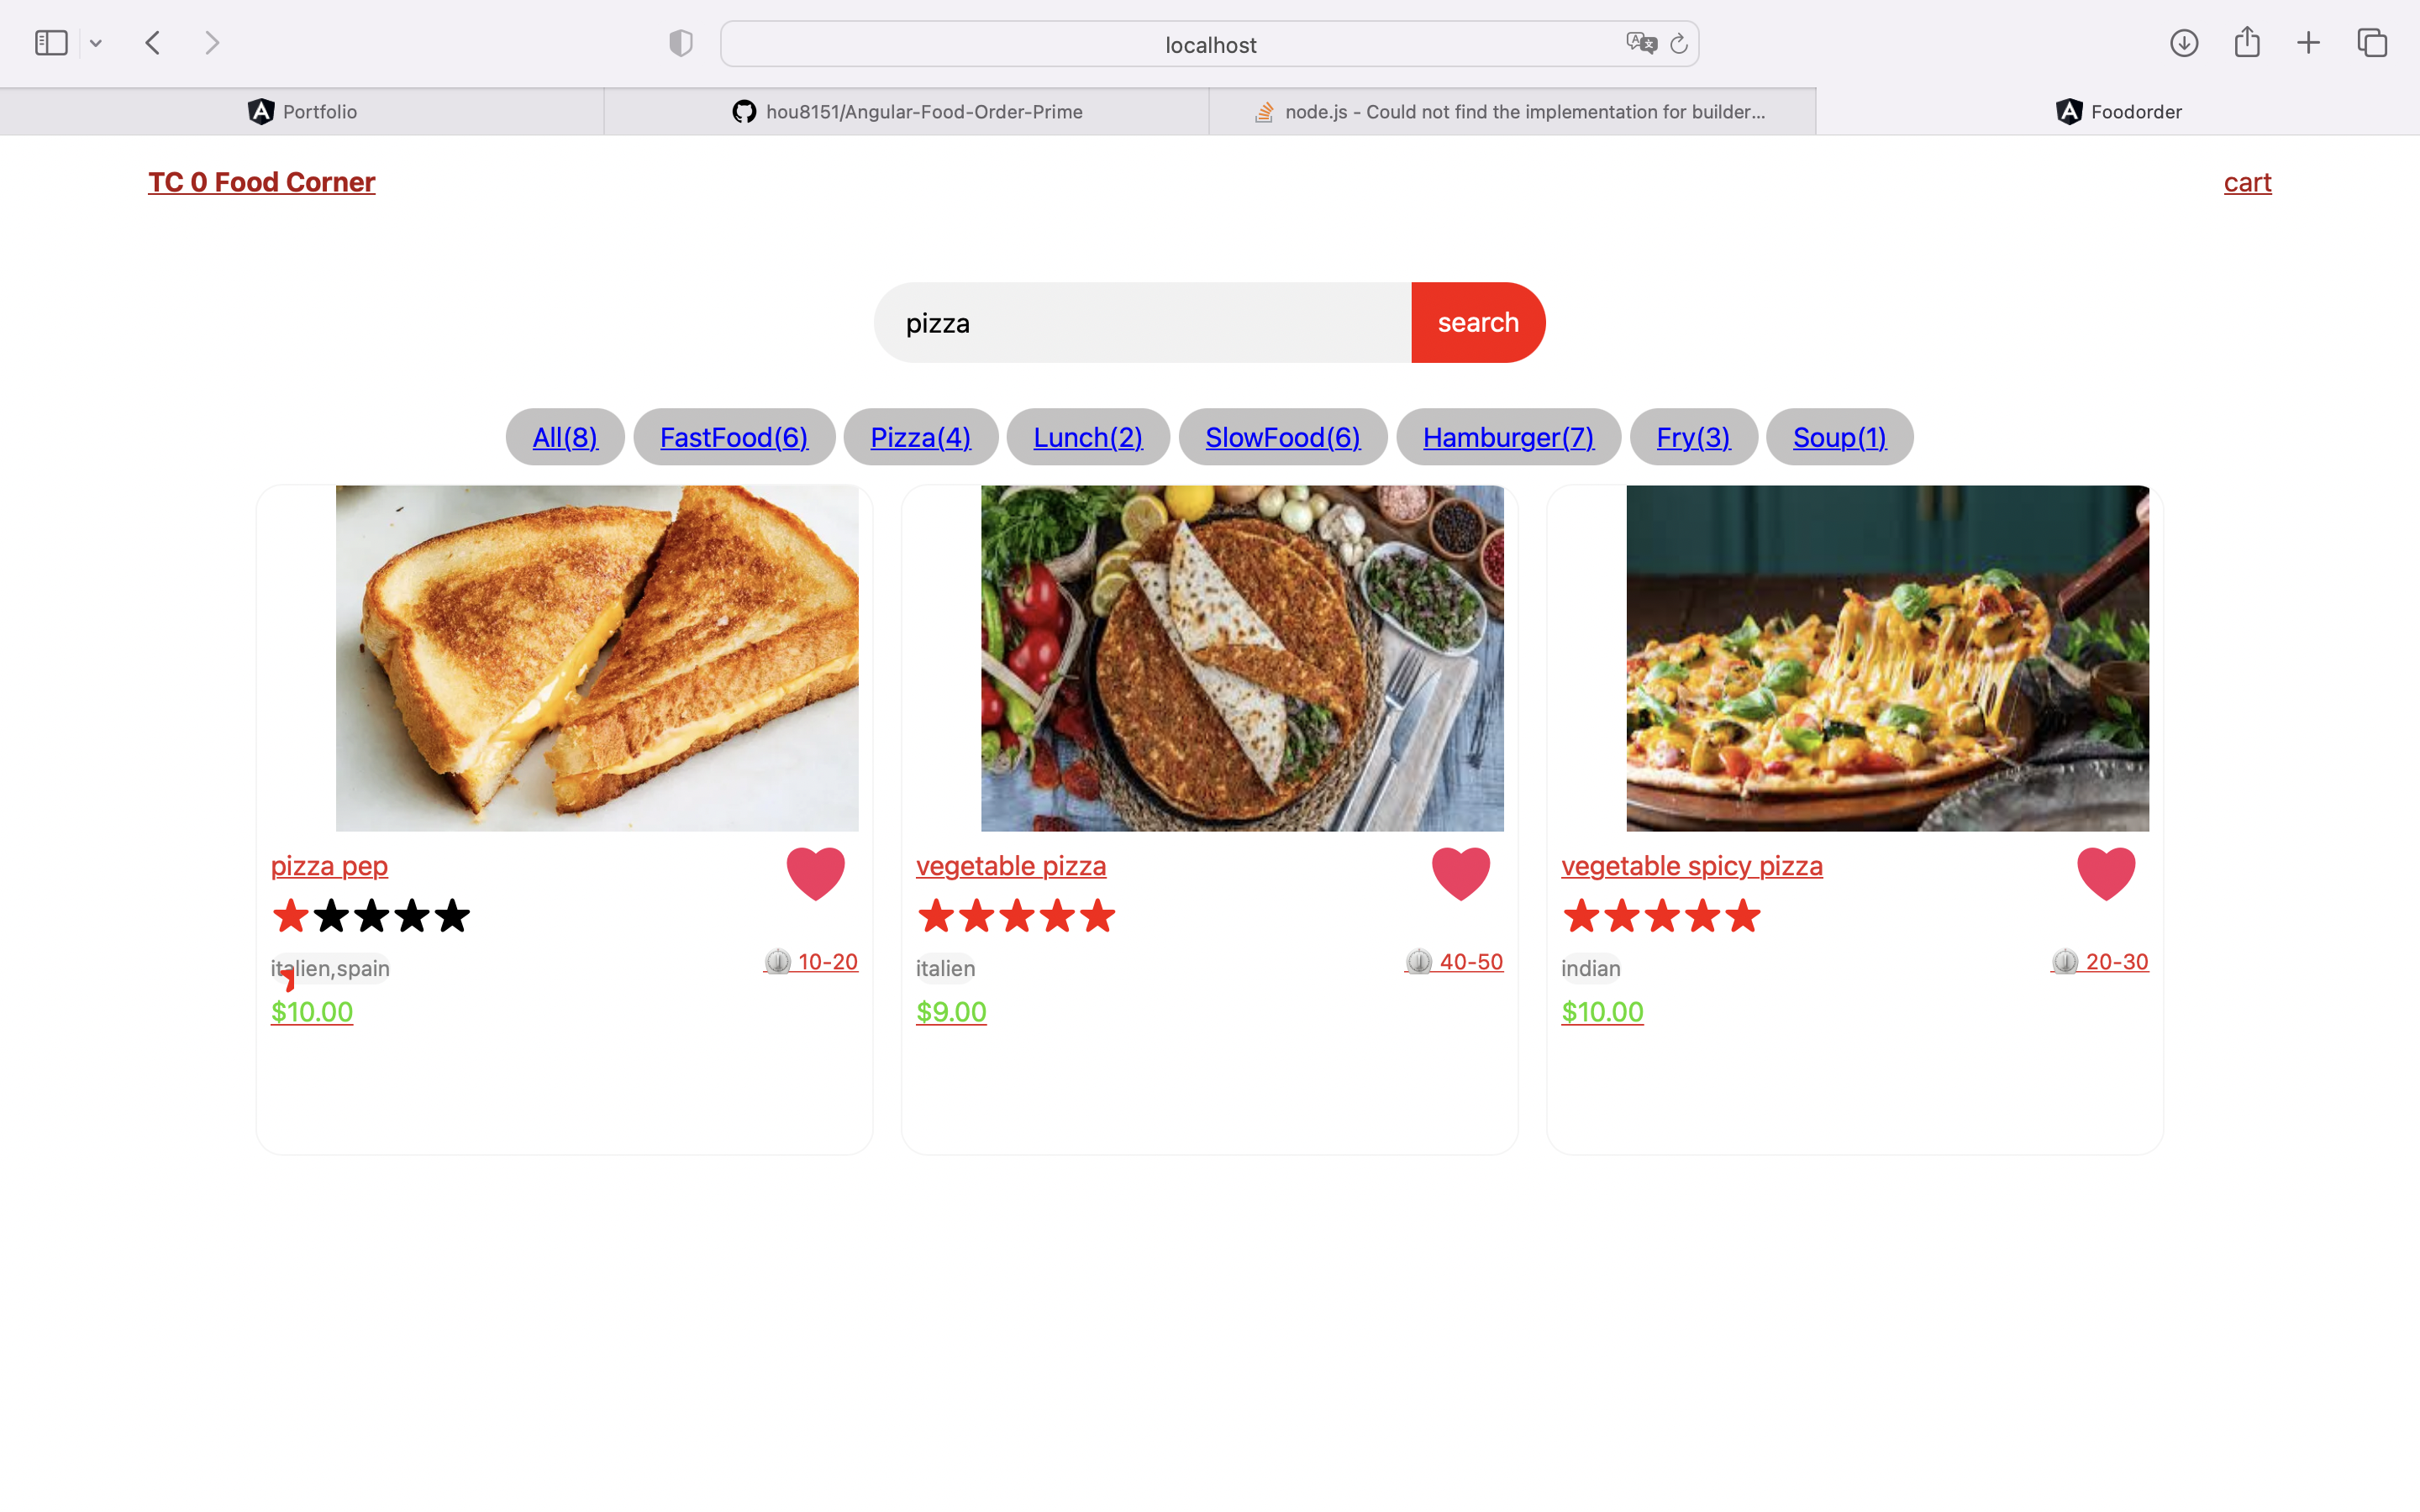 localhost
Portfolio
hou8151/Angular-Food-Order-Prime
node.js - Could not find the implementation for builder...
Foodorder
TC 0 Food Corner
cart
pizza
search
All(8)
FastFood(6)
Pizza(4)
Lunch(2)
SlowFood(6)
Hamburger(7)
Fry(3)
Soup(1)
pizza pep
italien,spain
10-20
$10.00
vegetable pizza
italien
40-50
$9.00
vegetable spicy pizza
indian
20-30
$10.00